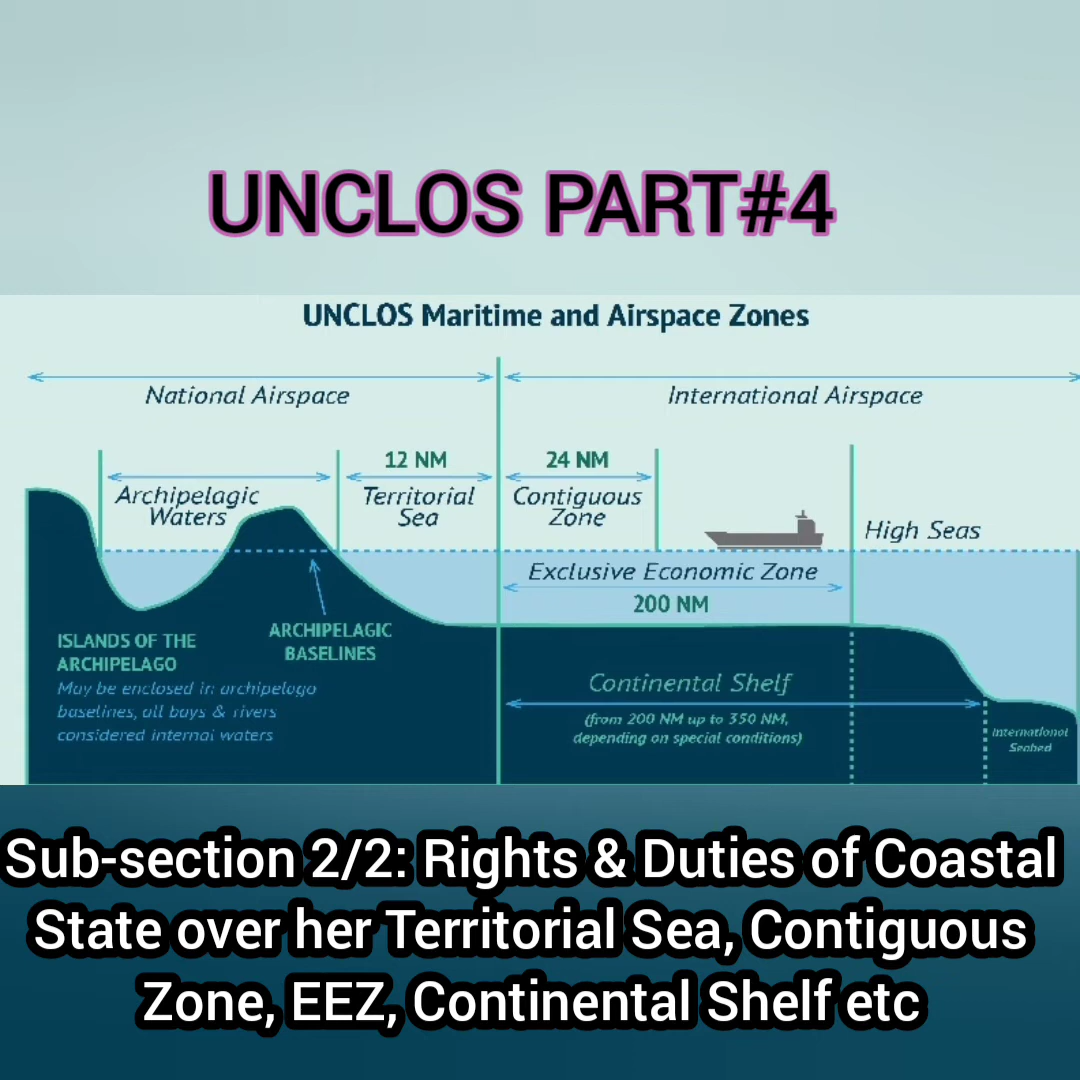 UNCLOS PART#4
UNCLOS Maritime and Airspace Zones
National Airspace
International Airspace
12 NM
24 NM
Archipelagic
Waters
Territorial
Sea
Contiguous
Zone
High Seas
Exclusive Economic Zone
200 NM
ARCHIPELAGIC
BASELINES
ISLANDS OF THE
ARCHIPELAGO
May be enclosed in archipelago
baselines, all bays & rivers
considered internal waters
Continental Shelf
(from 200 NM up to 350 NM,
depending on special conditions)
International
Seabed
Sub-section 2/2: Rights & Duties of Coastal
State over her Territorial Sea, Contiguous
Zone, EEZ, Continental Shelf etc